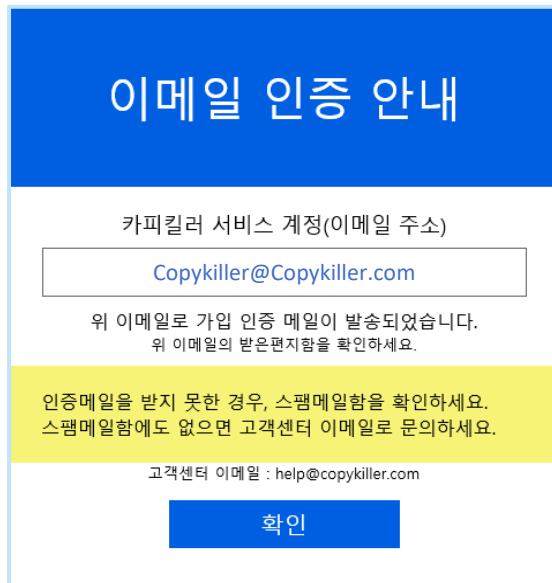 이메일 인증 안내
카피킬러 서비스 계정(이메일 주소)
Copykiller@Copykiller.com
위 이메일로 가입 인증 메일이 발송되었습니다.
위 이메일의 받은편지함을 확인하세요.
인증메일을 받지 못한 경우, 스팸메일함을 확인하세요.
스팸메일함에도 없으면 고객센터 이메일로 문의하세요.
고객센터 이메일 : help@copykiller.com
확인